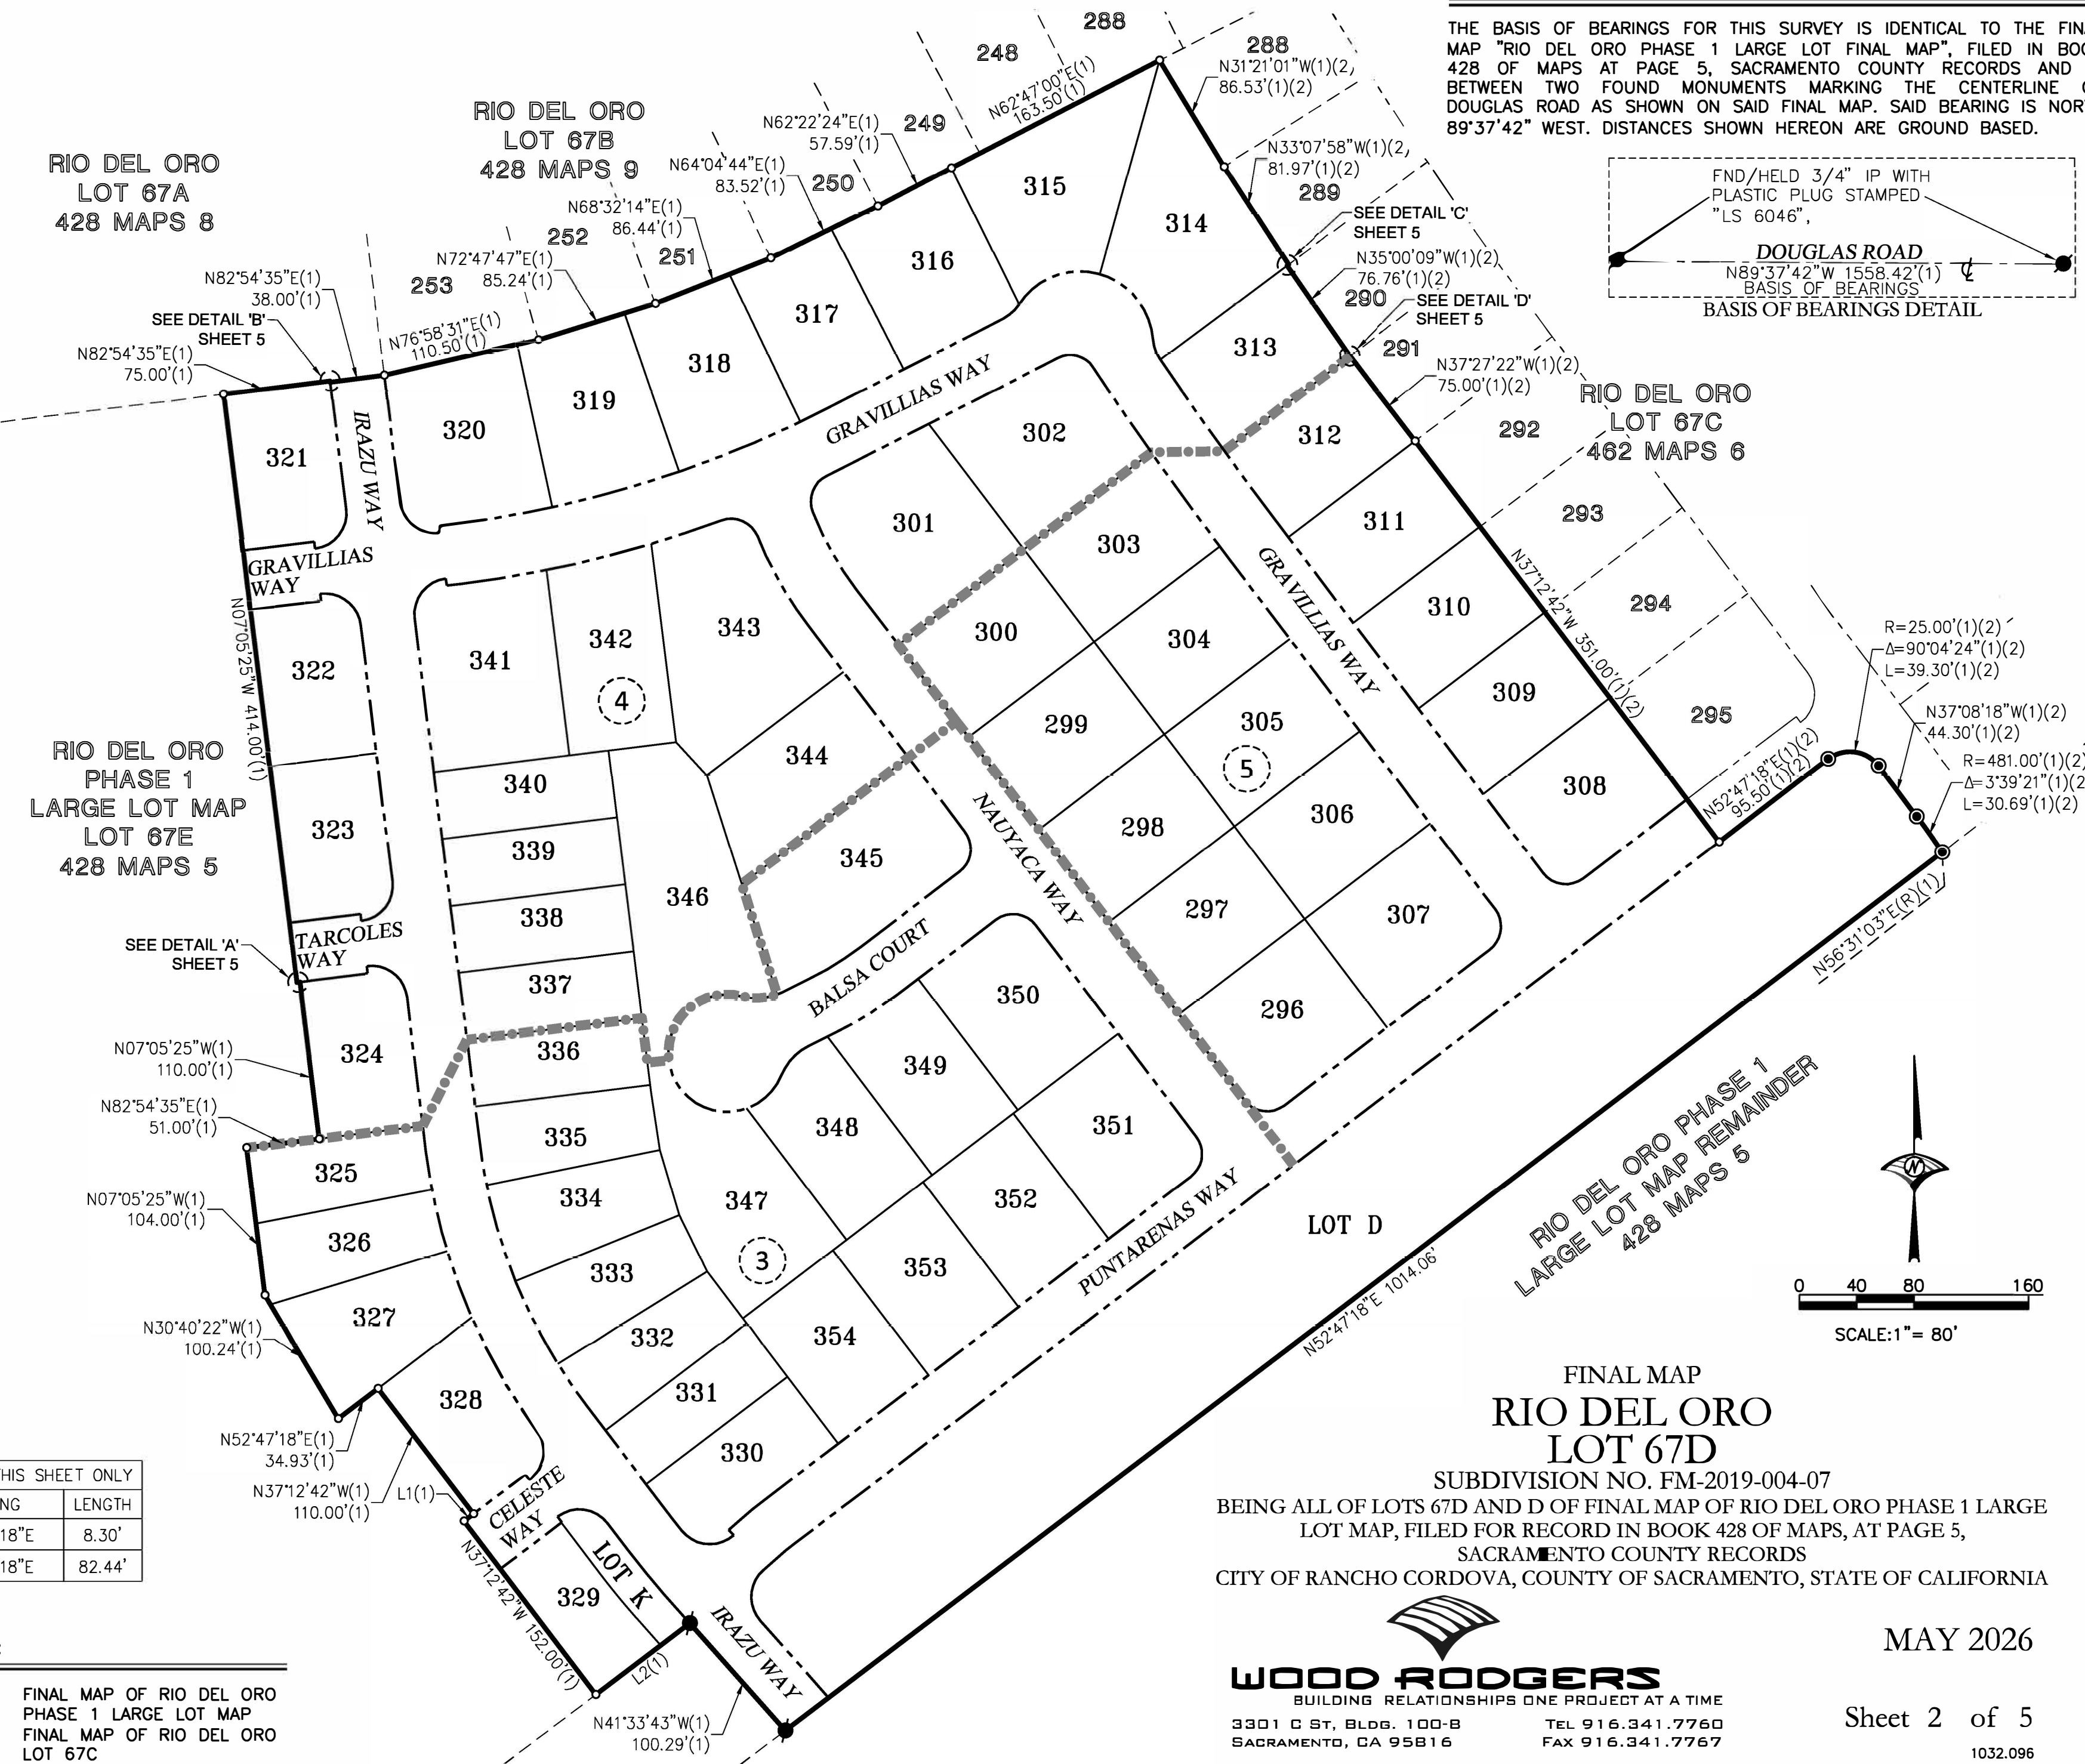 THE BASIS OF BEARINGS FOR THIS SURVEY IS IDENTICAL TO THE
MAP "RIO DEL ORO PHASE 1 LARGE LOT FINAL MAP", FILED IN
428 OF MAPS AT PAGE 5, SACRAMENTO COUNTY RECORDS AND
BETWEEN TWO FOUND MONUMENTS MARKING THE CENTERLINE
DOUGLAS ROAD AS SHOWN ON SAID FINAL MAP. SAID BEARING IS
89°37'42" WEST. DISTANCES SHOWN HEREON ARE GROUND BASED.
FND/HELD 3/4" IP WITH
PLASTIC PLUG STAMPED
"LS 6046",
DOUGLAS ROAD
N89°37'42"W 1558.42'(1)
BASIS OF BEARINGS
BASIS OF BEARINGS DETAIL
RIO DEL ORO
LOT 67A
428 MAPS 8
RIO DEL ORO
LOT 67B
428 MAPS 9
288
248
288
249
250
251
252
253
289
290
291
292
293
294
295
RIO DEL ORO
LOT 67C
462 MAPS 6
N62°47'00"E(1)
163.50'(1)
N62°22'24"E(1)
57.59'(1)
N64°04'44"E(1)
83.52'(1)
N68°32'14"E(1)
86.44'(1)
N72°47'47"E(1)
85.24'(1)
N76°58'31"E(1)
110.50'(1)
N82°54'35"E(1)
38.00'(1)
SEE DETAIL 'B'
SHEET 5
N82°54'35"E(1)
75.00'(1)
N31°21'01"W(1)(2)
86.53'(1)(2)
N33°07'58"W(1)(2)
81.97'(1)(2)
SEE DETAIL 'C'
SHEET 5
N35°00'09"W(1)(2)
76.76'(1)(2)
SEE DETAIL 'D'
SHEET 5
N37°27'22"W(1)(2)
75.00'(1)(2)
N37°12'42"W 351.00'(1)(2)
R=25.00'(1)(2)
Δ=90°04'24"(1)(2)
L=39.30'(1)(2)
N37°08'18"W(1)(2)
44.30'(1)(2)
R=481.00'(1)(2)
Δ=3°39'21"(1)(2
L=30.69'(1)(2)
N52°47'18"E(1)(2)
95.50'(1)(2)
N56°31'03"E(R)(1)
315
314
316
313
317
318
312
319
302
320
321
301
303
311
IRAZU WAY
GRAVILLIAS WAY
GRAVILLIAS
WAY
GRAVILLIAS WAY
N07°05'25"W 414.00'(1)
322
341
342
343
300
304
310
4
309
299
305
344
5
308
340
323
298
306
339
345
346
338
297
307
NAUYACA WAY
RIO DEL ORO
PHASE 1
LARGE LOT MAP
LOT 67E
428 MAPS 5
TARCOLES
WAY
SEE DETAIL 'A'
SHEET 5
337
BALSA COURT
350
296
324
336
349
348
351
335
N07°05'25"W(1)
110.00'(1)
N82°54'35"E(1)
51.00'(1)
325
334
347
352
N07°05'25"W(1)
104.00'(1)
326
333
3
353
PUNTARENAS WAY
LOT D
327
332
354
N30°40'22"W(1)
100.24'(1)
328
331
330
N52°47'18"E(1)
34.93'(1)
N37°12'42"W(1)
110.00'(1)
L1(1)
CELESTE
WAY
329
LOT K
N37°12'42"W 152.00'(1)
L2(1)
IRAZU WAY
N41°33'43"W(1)
100.29'(1)
N52°47'18"E 1014.06'
RIO DEL ORO PHASE 1
LARGE LOT MAP REMAINDER
428 MAPS 5
N
0 40 80 160
SCALE:1"= 80'
THIS SHEET ONLY
LENGTH
18"E 8.30'
18"E 82.44'
FINAL MAP OF RIO DEL ORO
PHASE 1 LARGE LOT MAP
FINAL MAP OF RIO DEL ORO
LOT 67C
FINAL MAP
RIO DEL ORO
LOT 67D
SUBDIVISION NO. FM-2019-004-07
BEING ALL OF LOTS 67D AND D OF FINAL MAP OF RIO DEL ORO PHASE 1 LARGE
LOT MAP, FILED FOR RECORD IN BOOK 428 OF MAPS, AT PAGE 5,
SACRAMENTO COUNTY RECORDS
CITY OF RANCHO CORDOVA, COUNTY OF SACRAMENTO, STATE OF CALIFORNIA
WOOD RODGERS
BUILDING RELATIONSHIPS ONE PROJECT AT A TIME
3301 C ST, BLDG. 100-B TEL 916.341.7760
SACRAMENTO, CA 95816 FAX 916.341.7767
MAY 2026
Sheet 2 of 5
1032.096